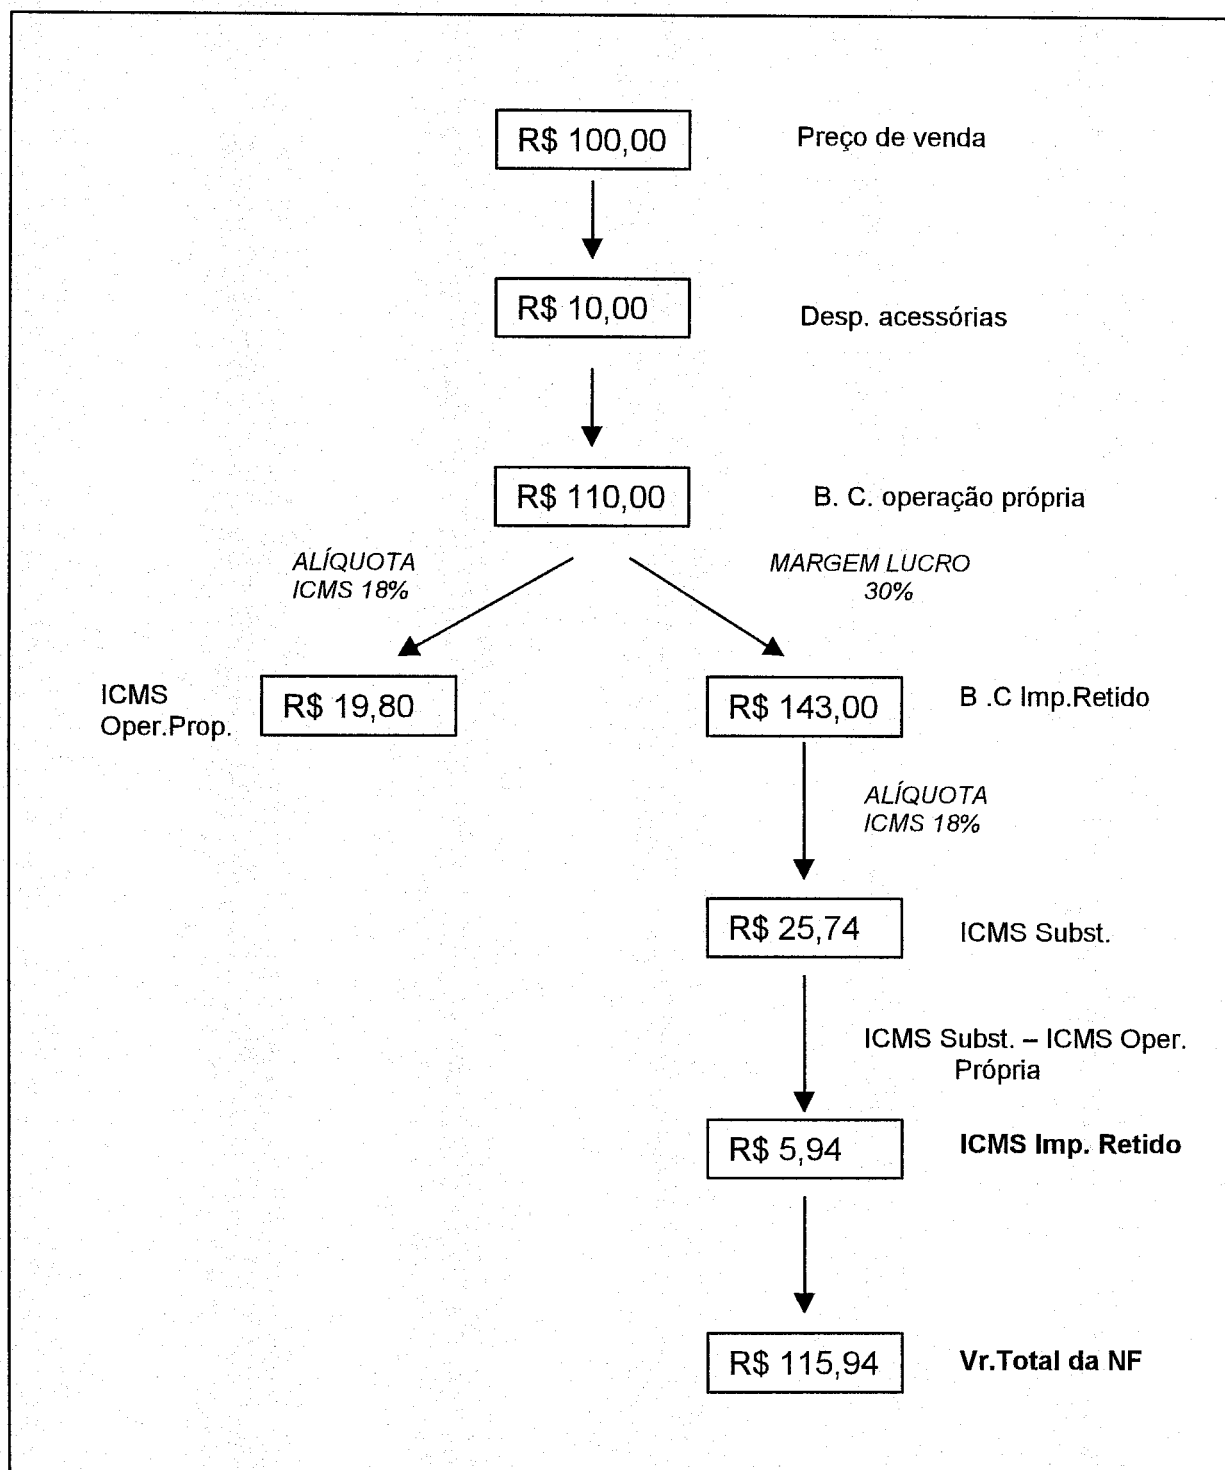 R$ 100,00
Preço de venda
R$ 10,00
Desp. acessórias
R$ 110,00
B. C. operação própria
ALÍQUOTA
ICMS 18%
MARGEM LUCRO
30%
ICMS
Oper.Prop.
R$ 19,80
R$ 143,00
B .C Imp.Retido
ALÍQUOTA
ICMS 18%
R$ 25,74
ICMS Subst.
ICMS Subst. – ICMS Oper.
Própria
R$ 5,94
ICMS Imp. Retido
R$ 115,94
Vr.Total da NF